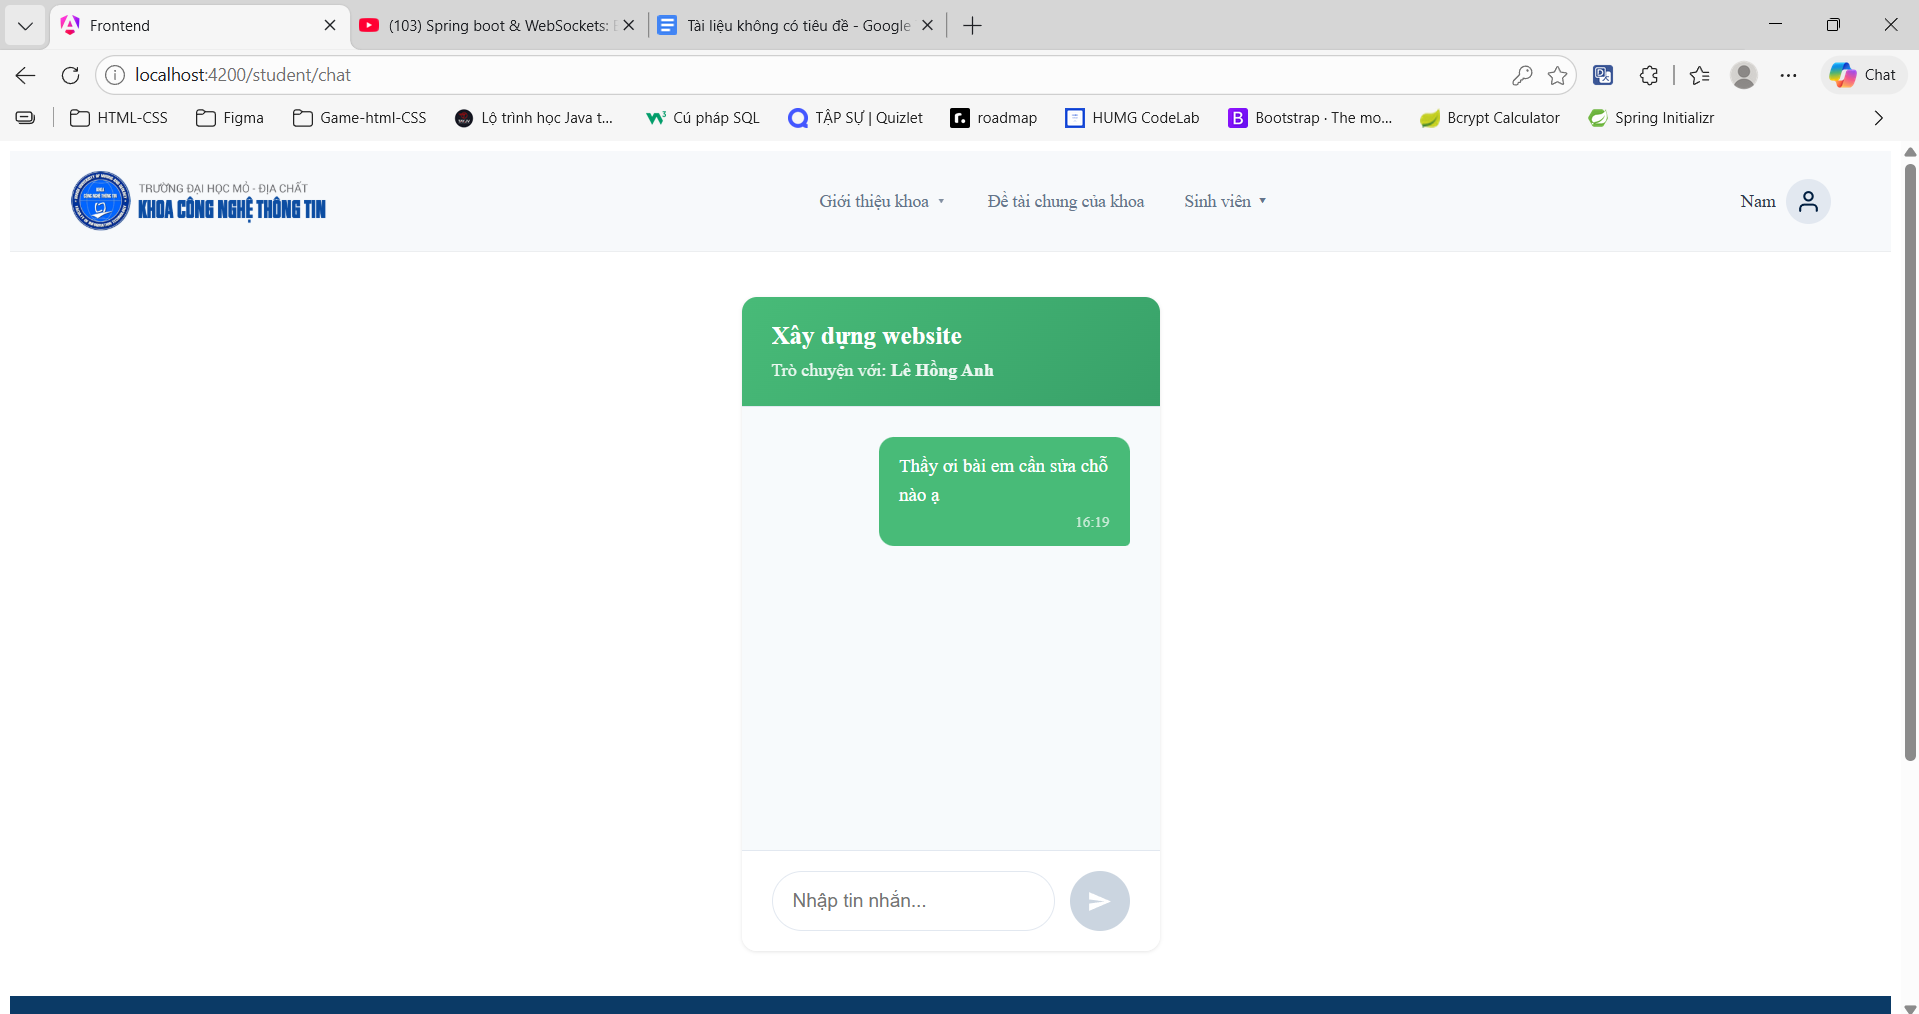 Frontend
(103) Spring boot & WebSockets:
Tài liệu không có tiêu đề - Google
localhost:4200/student/chat
Chat
HTML-CSS
Figma
Game-html-CSS
Lộ trình học Java t...
Cú pháp SQL
TẬP SỰ | Quizlet
roadmap
HUMG CodeLab
Bootstrap · The mo...
Bcrypt Calculator
Spring Initializr
TRƯỜNG ĐẠI HỌC MỎ - ĐỊA CHẤT
KHOA CÔNG NGHỆ THÔNG TIN
Giới thiệu khoa
Đề tài chung của khoa
Sinh viên
Nam
Xây dựng website
Trò chuyện với: Lê Hồng Anh
Thầy ơi bài em cần sửa chỗ
nào ạ
16:19
Nhập tin nhắn...